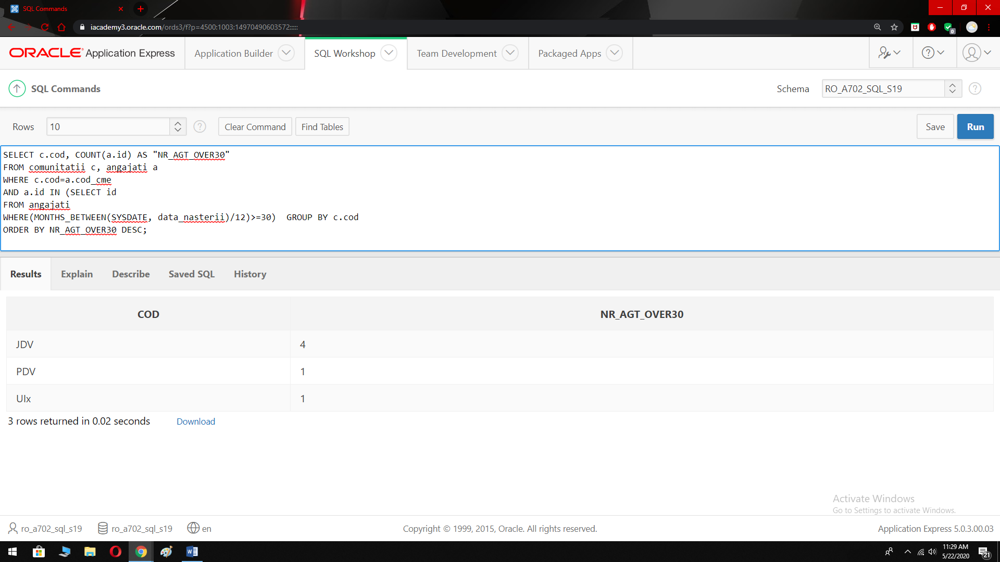 SQL Commands
iacademy3.oracle.com/ords3/f?p=4500:1003:14970490603572:::::
0
ORACLE Application Express
Application Builder
SQL Workshop
Team Development
Packaged Apps
SQL Commands
Schema
RO_A702_SQL_S19
Rows
10
Clear Command
Find Tables
Save
Run
SELECT c.cod, COUNT(a.id) AS "NR_AGT_OVER30"
FROM comunitatii c, angajati a
WHERE c.cod=a.cod_cme
AND a.id IN (SELECT id
FROM angajati
WHERE(MONTHS_BETWEEN(SYSDATE, data_nasterii)/12)>=30)  GROUP BY c.cod
ORDER BY NR_AGT_OVER30 DESC;
Results Explain Describe Saved SQL History
COD NR_AGT_OVER30
JDV 4
PDV 1
UIx 1
3 rows returned in 0.02 seconds Download
Activate Windows
Go to Settings to activate Windows.
ro_a702_sql_s19 ro_a702_sql_s19 en
Copyright © 1999, 2015, Oracle. All rights reserved.
Application Express 5.0.3.00.03
11:29 AM
5/22/2020
21